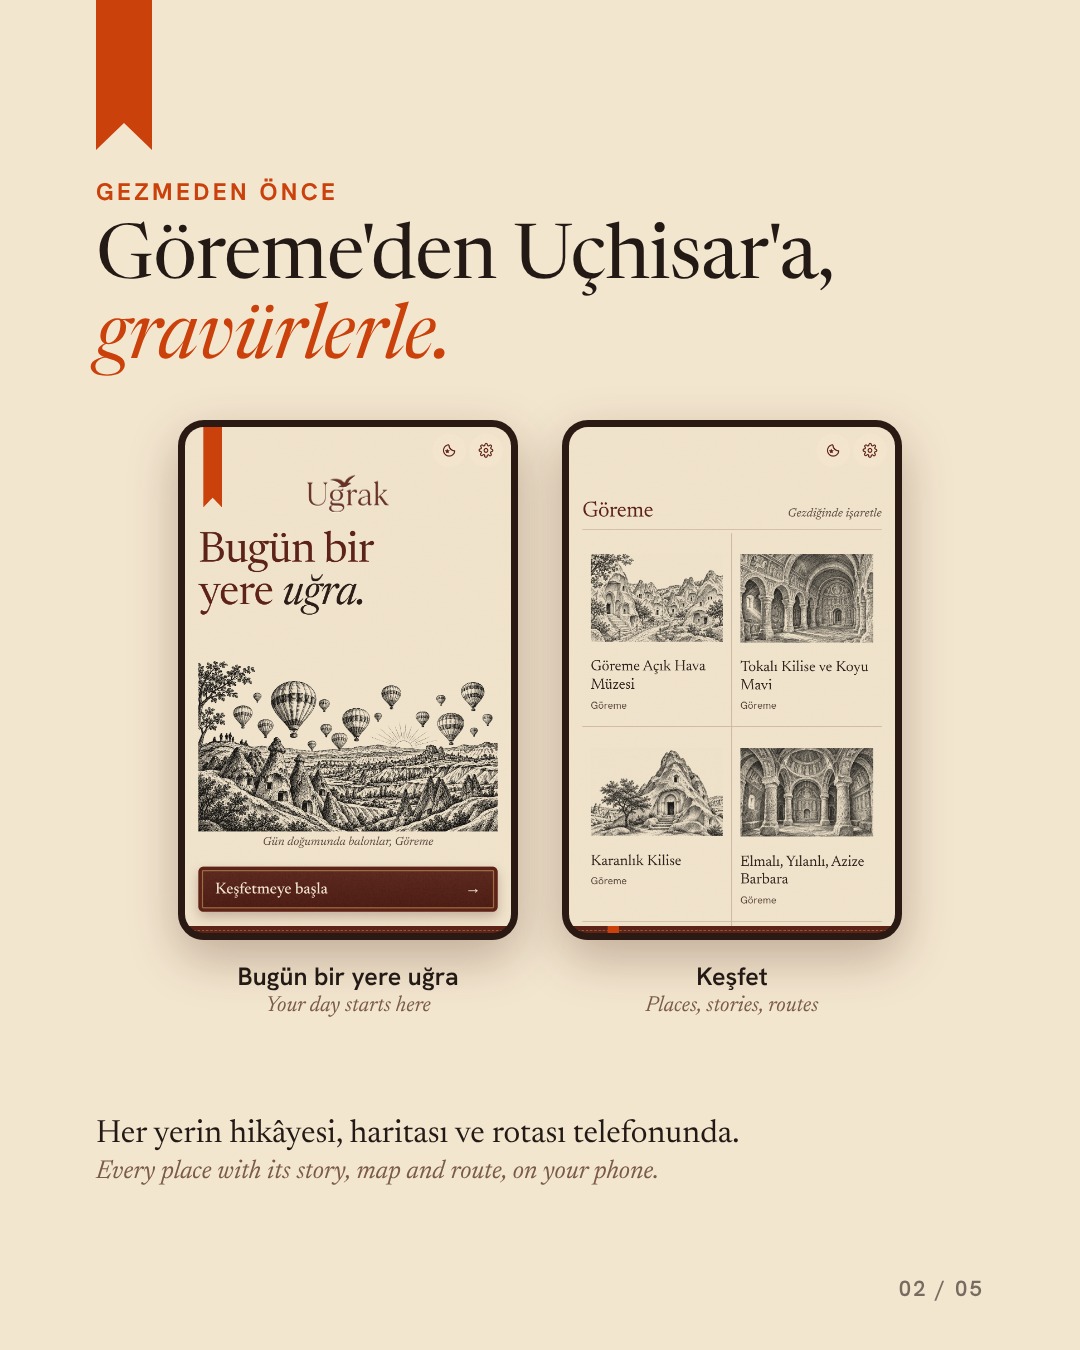 GEZMEDEN ÖNCE
Göreme'den Uçhisar'a,
gravürlerle.
Uğrak
Bugün bir
yere uğra.
Gün doğumunda balonlar, Göreme
Keşfetmeye başla →
Bugün bir yere uğra
Your day starts here
Göreme
Gezdiğinde işaretle
Göreme Açık Hava
Müzesi
Göreme
Tokalı Kilise ve Koyu
Mavi
Göreme
Karanlık Kilise
Göreme
Elmalı, Yılanlı, Azize
Barbara
Göreme
Keşfet
Places, stories, routes
Her yerin hikâyesi, haritası ve rotası telefonunda.
Every place with its story, map and route, on your phone.
02 / 05